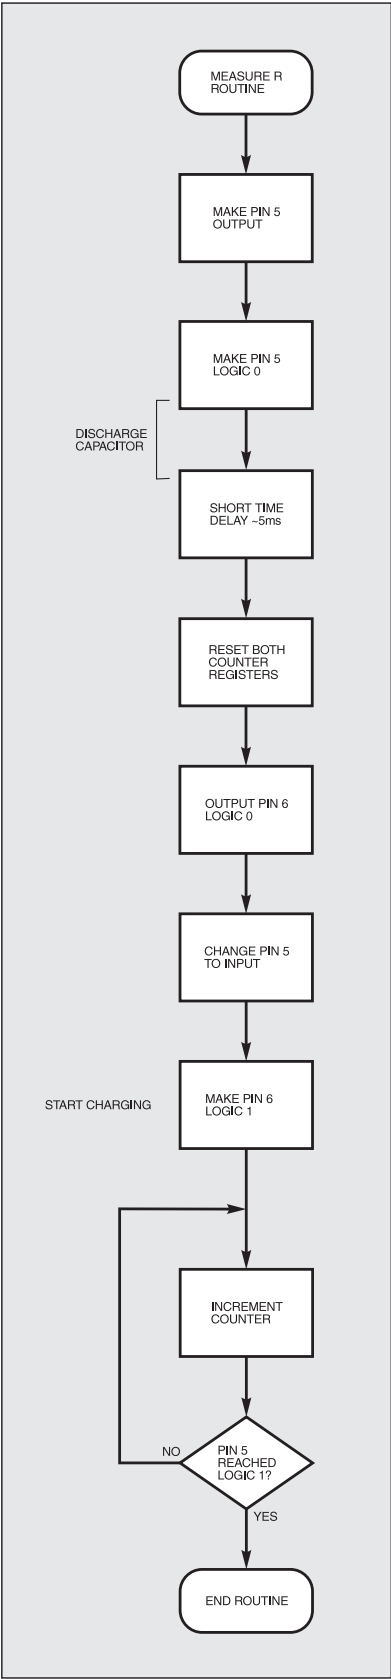 MEASURE R
ROUTINE
MAKE PIN 5
OUTPUT
MAKE PIN 5
LOGIC 0
DISCHARGE
CAPACITOR
SHORT TIME
DELAY ~5ms
RESET BOTH
COUNTER
REGISTERS
OUTPUT PIN 6
LOGIC 0
CHANGE PIN 5
TO INPUT
START CHARGING
MAKE PIN 6
LOGIC 1
INCREMENT
COUNTER
NO
PIN 5
REACHED
LOGIC 1?
YES
END ROUTINE